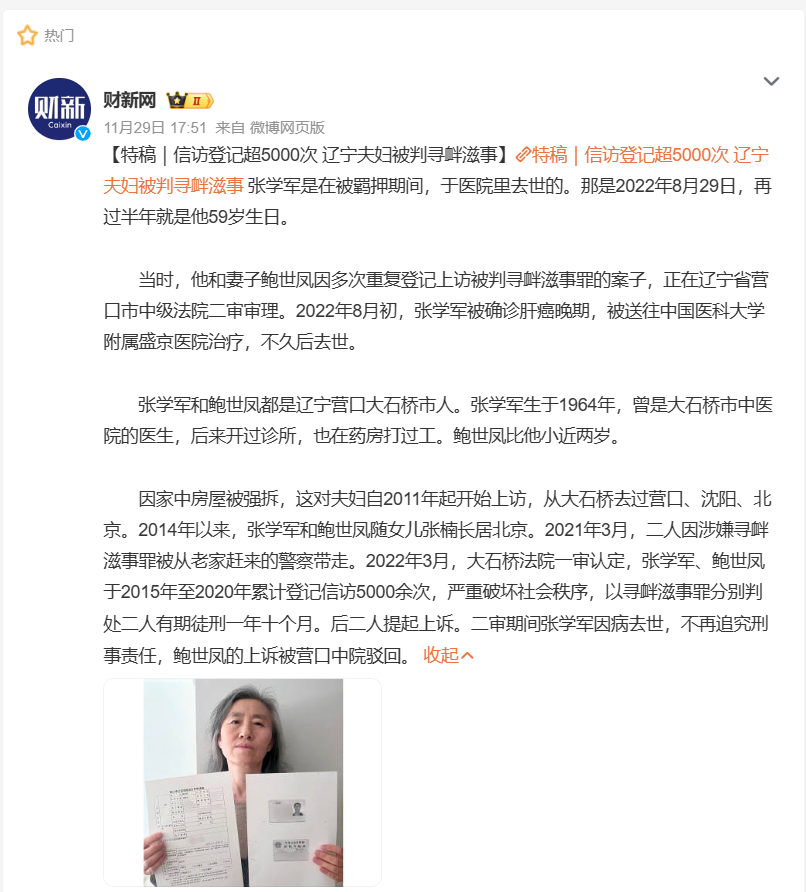 热门
财新
Caixin
财新网 II
11月29日 17:51 来自 微博网页版
【特稿｜信访登记超5000次 辽宁夫妇被判寻衅滋事】特稿｜信访登记超5000次 辽宁
夫妇被判寻衅滋事 张学军是在被羁押期间，于医院里去世的。那是2022年8月29日，再
过半年就是他59岁生日。
当时，他和妻子鲍世凤因多次重复登记上访被判寻衅滋事罪的案子，正在辽宁省营
口市中级法院二审审理。2022年8月初，张学军被确诊肝癌晚期，被送往中国医科大学
附属盛京医院治疗，不久后去世。
张学军和鲍世凤都是辽宁营口大石桥市人。张学军生于1964年，曾是大石桥市中医
院的医生，后来开过诊所，也在药房打过工。鲍世凤比他小近两岁。
因家中房屋被强拆，这对夫妇自2011年起开始上访，从大石桥去过营口、沈阳、北
京。2014年以来，张学军和鲍世凤随女儿张楠长居北京。2021年3月，二人因涉嫌寻衅
滋事罪被从老家赶来的警察带走。2022年3月，大石桥法院一审认定，张学军、鲍世凤
于2015年至2020年累计登记信访5000余次，严重破坏社会秩序，以寻衅滋事罪分别判
处二人有期徒刑一年十个月。后二人提起上诉。二审期间张学军因病去世，不再追究刑
事责任，鲍世凤的上诉被营口中院驳回。 收起